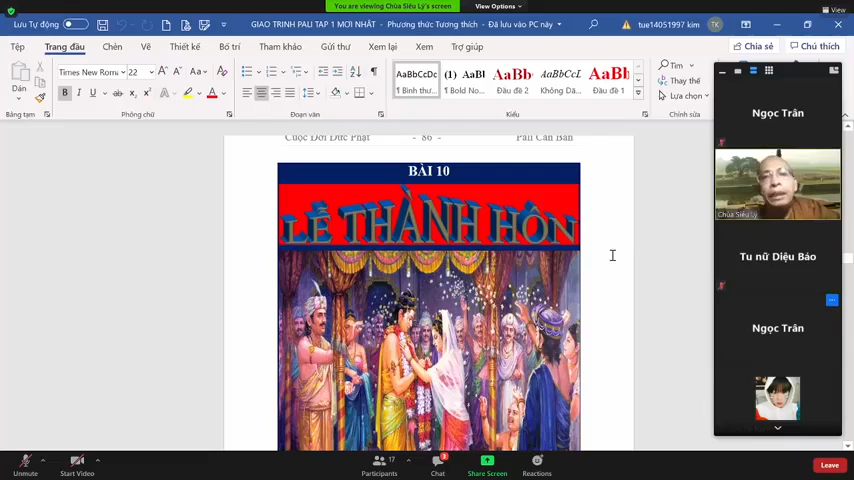 You are viewing Chùa Siêu Lý's screen
View Options
View
Lưu Tự động
GIAO TRINH PALI TAP 1 MƠI NHẤT - Phương thức Tương thích - Đã lưu vào PC này
tue14051997 kim
TK
Tệp
Trang đầu
Chèn
Vẽ
Thiết kế
Bố trí
Tham khảo
Gửi thư
Xem lại
Xem
Trợ giúp
Chia sẻ
Chú thích
Dán
Times New Roma
22
AaBbCcDc
(1) AaBl
AaBb
AaBbCcL
AaBl
¶ Bình thư...
¶ Bold No...
Đầu đề 2
Không Dã...
Đầu đề 1
Tìm
Thay thế
Lựa chọn
Bảng tạm
Phông chữ
Đoạn văn
Kiểu
Chỉnh sửa
Cuộc Đời Đức Phật - 86 - Pali Căn Bản
BÀI 10
LỄ THÀNH HÔN
Ngọc Trân
Chùa Siêu Lý
Tu nữ Diệu Bảo
Ngọc Trân
Unmute
Start Video
17
Participants
3
Chat
Share Screen
Reactions
Leave